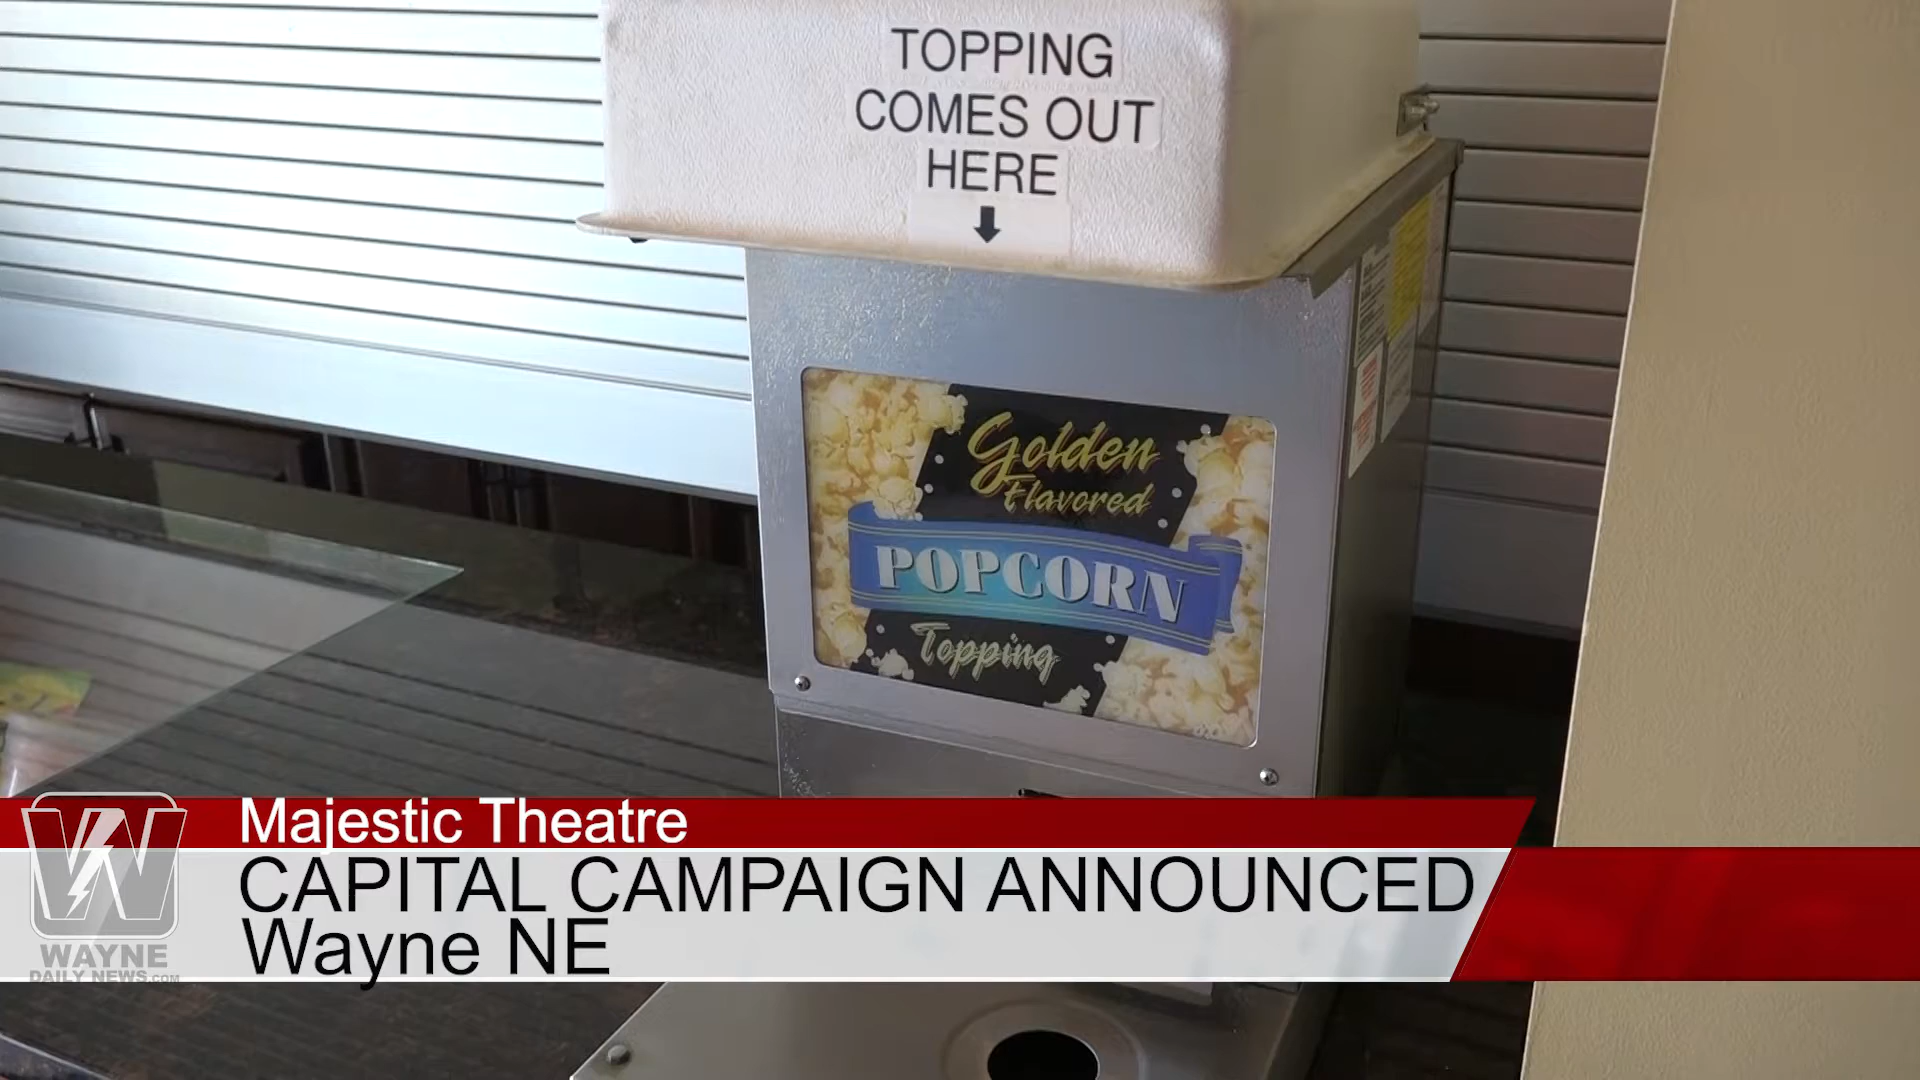 TOPPING
COMES OUT
HERE
Golden
Flavored
POPCORN
Topping
Majestic Theatre
CAPITAL CAMPAIGN ANNOUNCED
Wayne NE
W
WAYNE
DAILY NEWS.COM